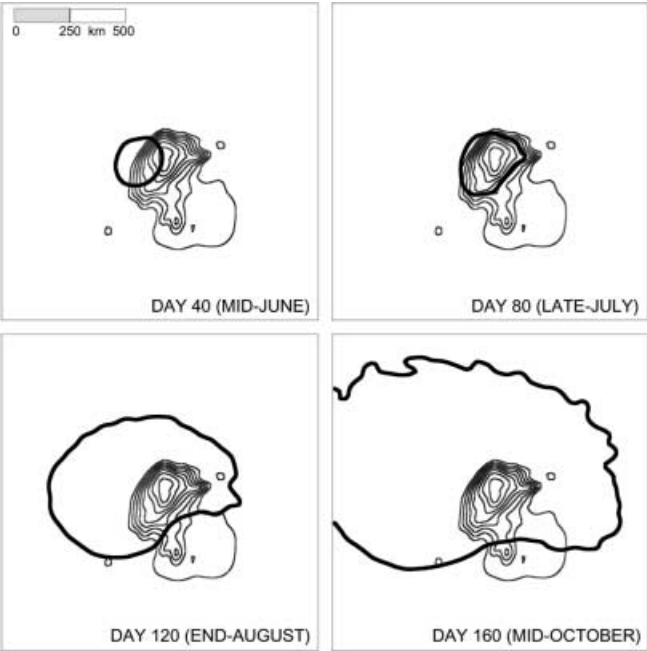 0 250 km 500
DAY 40 (MID-JUNE)
DAY 80 (LATE-JULY)
DAY 120 (END-AUGUST)
DAY 160 (MID-OCTOBER)